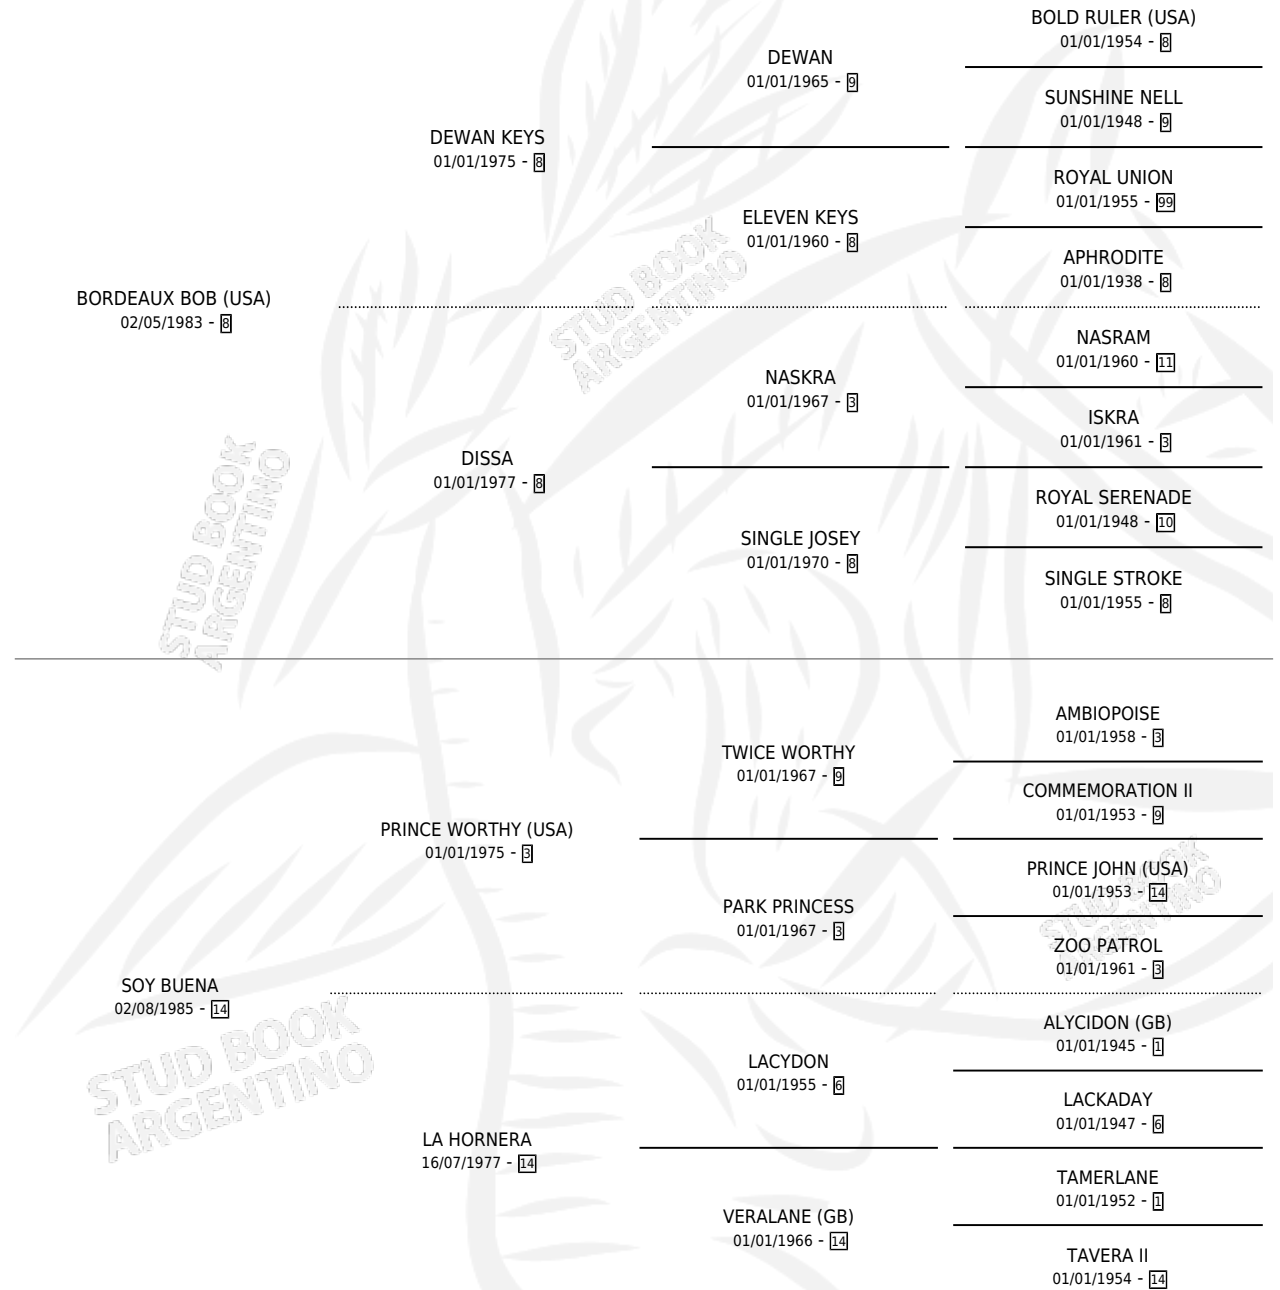 BOLD RULER (USA)
01/01/1954 - 8
DEWAN
01/01/1965 - 9
SUNSHINE NELL
01/01/1948 - 9
DEWAN KEYS
01/01/1975 - 8
ROYAL UNION
01/01/1955 - 99
ELEVEN KEYS
01/01/1960 - 8
APHRODITE
01/01/1938 - 8
BORDEAUX BOB (USA)
02/05/1983 - 8
STUD BOOK
ARGENTINO
NASRAM
01/01/1960 - 11
NASKRA
01/01/1967 - 3
ISKRA
01/01/1961 - 3
DISSA
01/01/1977 - 8
ROYAL SERENADE
01/01/1948 - 10
SINGLE JOSEY
01/01/1970 - 8
SINGLE STROKE
01/01/1955 - 8
STUD BOOK
ARGENTINO
AMBIOPOISE
01/01/1958 - 3
TWICE WORTHY
01/01/1967 - 9
COMMEMORATION II
01/01/1953 - 9
PRINCE WORTHY (USA)
01/01/1975 - 3
PRINCE JOHN (USA)
01/01/1953 - 14
PARK PRINCESS
01/01/1967 - 3
STUD BOOK
ARGENTINO
ZOO PATROL
01/01/1961 - 3
SOY BUENA
02/08/1985 - 14
ALYCIDON (GB)
01/01/1945 - 1
LACYDON
01/01/1955 - 6
STUD BOOK
ARGENTINO
LACKADAY
01/01/1947 - 6
LA HORNERA
16/07/1977 - 14
TAMERLANE
01/01/1952 - 1
VERALANE (GB)
01/01/1966 - 14
TAVERA II
01/01/1954 - 14